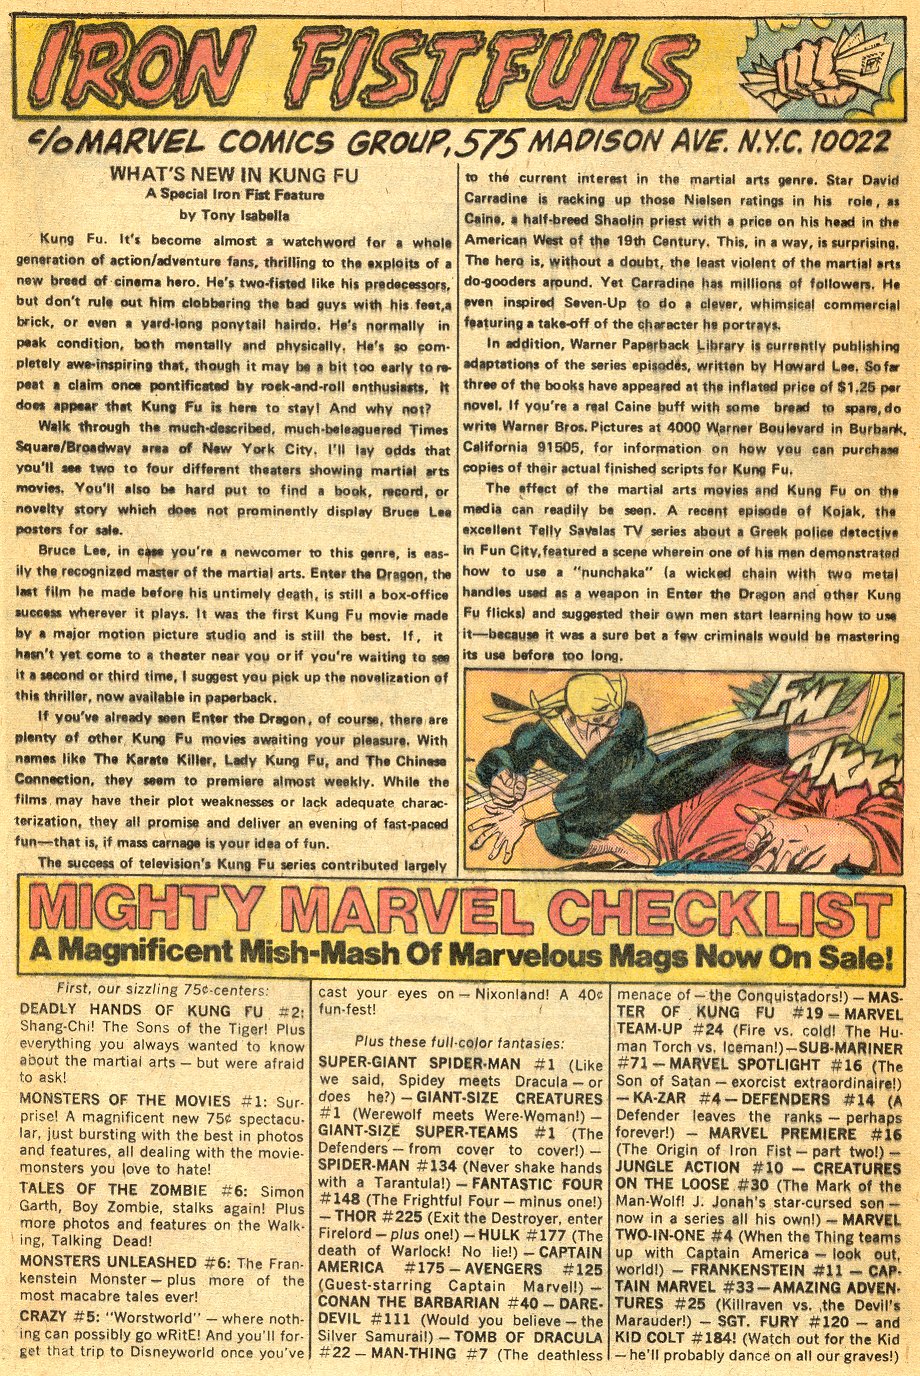 IRON FISTFULS
c/o MARVEL COMICS GROUP, 575 MADISON AVE. N.Y.C. 10022
WHAT'S NEW IN KUNG FU
A Special Iron Fist Feature
by Tony Isabella
Kung Fu. It's become almost a watchword for a whole
generation of action/adventure fans, thrilling to the exploits of a
new breed of cinema hero. He's two-fisted like his predecessors,
but don't rule out him clobbering the bad guys with his feet,a
brick, or even a yard-long ponytail hairdo. He's normally in
peak condition, both mentally and physically. He's so com-
pletely awe-inspiring that, though it may be a bit too early to re-
peat a claim once pontificated by rock-and-roll enthusiasts, it
does appear that Kung Fu is here to stay! And why not?
Walk through the much-described, much-beleaguered Times
Square/Broadway area of New York City. I'll lay odds that
you'll see two to four different theaters showing martial arts
movies. You'll also be hard put to find a book, record, or
novelty story which does not prominently display Bruce Lee
posters for sale.
Bruce Lee, in case you're a newcomer to this genre, is eas-
ily the recognized master of the martial arts. Enter the Dragon, the
last film he made before his untimely death, is still a box-office
success wherever it plays. It was the first Kung Fu movie made
by a major motion picture studio and is still the best. If, it
hasn't yet come to a theater near you or if you're waiting to see
it a second or third time, I suggest you pick up the novelization of
this thriller, now available in paperback.
If you've already seen Enter the Dragon, of course, there are
plenty of other Kung Fu movies awaiting your pleasure. With
names like The Karate Killer, Lady Kung Fu, and The Chinese
Connection, they seem to premiere almost weekly. While the
films may have their plot weaknesses or lack adequate charac-
terization, they all promise and deliver an evening of fast-paced
fun—that is, if mass carnage is your idea of fun.
The success of television's Kung Fu series contributed largely
to the current interest in the martial arts genre. Star David
Carradine is racking up those Nielsen ratings in his role, as
Caine, a half-breed Shaolin priest with a price on his head in the
American West of the 19th Century. This, in a way, is surprising.
The hero is, without a doubt, the least violent of the martial arts
do-gooders around. Yet Carradine has millions of followers. He
even inspired Seven-Up to do a clever, whimsical commercial
featuring a take-off of the character he portrays.
In addition, Warner Paperback Library is currently publishing
adaptations of the series episodes, written by Howard Lee. So far
three of the books have appeared at the inflated price of $1.25 per
novel. If you're a real Caine buff with some bread to spare, do
write Warner Bros. Pictures at 4000 Warner Boulevard in Burbank,
California 91505, for information on how you can purchase
copies of their actual finished scripts for Kung Fu.
The effect of the martial arts movies and Kung Fu on the
media can readily be seen. A recent episode of Kojak, the
excellent Telly Savalas TV series about a Greek police detective
in Fun City, featured a scene wherein one of his men demonstrated
how to use a "nunchaka" (a wicked chain with two metal
handles used as a weapon in Enter the Dragon and other Kung
Fu flicks) and suggested their own men start learning how to use
it—because it was a sure bet a few criminals would be mastering
its use before too long.
MIGHTY MARVEL CHECKLIST
A Magnificent Mish-Mash Of Marvelous Mags Now On Sale!
First, our sizzling 75¢-centers:
DEADLY HANDS OF KUNG FU #2:
Shang-Chi! The Sons of the Tiger! Plus
everything you always wanted to know
about the martial arts — but were afraid
to ask!
MONSTERS OF THE MOVIES #1: Sur-
prise! A magnificent new 75¢ spectacu-
lar, just bursting with the best in photos
and features, all dealing with the movie-
monsters you love to hate!
TALES OF THE ZOMBIE #6: Simon
Garth, Boy Zombie, stalks again! Plus
more photos and features on the Walk-
ing, Talking Dead!
MONSTERS UNLEASHED #6: The Fran-
kenstein Monster — plus more of the
most macabre tales ever!
CRAZY #5: "Worstworld" — where noth-
ing can possibly go wRitE! And you'll for-
get that trip to Disneyworld once you've
cast your eyes on — Nixonland! A 40¢
fun-fest!
Plus these full-color fantasies:
SUPER-GIANT SPIDER-MAN #1 (Like
we said, Spidey meets Dracula — or
does he?) — GIANT-SIZE CREATURES
#1 (Werewolf meets Were-Woman!) —
GIANT-SIZE SUPER-TEAMS #1 (The
Defenders — from cover to cover!) —
SPIDER-MAN #134 (Never shake hands
with a Tarantula!) — FANTASTIC FOUR
#148 (The Frightful Four — minus one!)
— THOR #225 (Exit the Destroyer, enter
Firelord — plus one!) — HULK #177 (The
death of Warlock! No lie!) — CAPTAIN
AMERICA #175 — AVENGERS #125
(Guest-starring Captain Marvel!) —
CONAN THE BARBARIAN #40 — DARE-
DEVIL #111 (Would you believe — the
Silver Samurai!) — TOMB OF DRACULA
#22 — MAN-THING #7 (The deathless
menace of — the Conquistadors!) — MAS-
TER OF KUNG FU #19 — MARVEL
TEAM-UP #24 (Fire vs. cold! The Hu-
man Torch vs. Iceman!) — SUB-MARINER
#71 — MARVEL SPOTLIGHT #16 (The
Son of Satan — exorcist extraordinaire!)
— KA-ZAR #4 — DEFENDERS #14 (A
Defender leaves the ranks — perhaps
forever!) — MARVEL PREMIERE #16
(The Origin of Iron Fist — part two!) —
JUNGLE ACTION #10 — CREATURES
ON THE LOOSE #30 (The Mark of the
Man-Wolf! J. Jonah's star-cursed son —
now in a series all his own!) — MARVEL
TWO-IN-ONE #4 (When the Thing teams
up with Captain America — look out,
world!) — FRANKENSTEIN #11 — CAP-
TAIN MARVEL #33 — AMAZING ADVEN-
TURES #25 (Killraven vs. the Devil's
Marauder!) — SGT. FURY #120 — and
KID COLT #184! (Watch out for the Kid
— he'll probably dance on all our graves!)